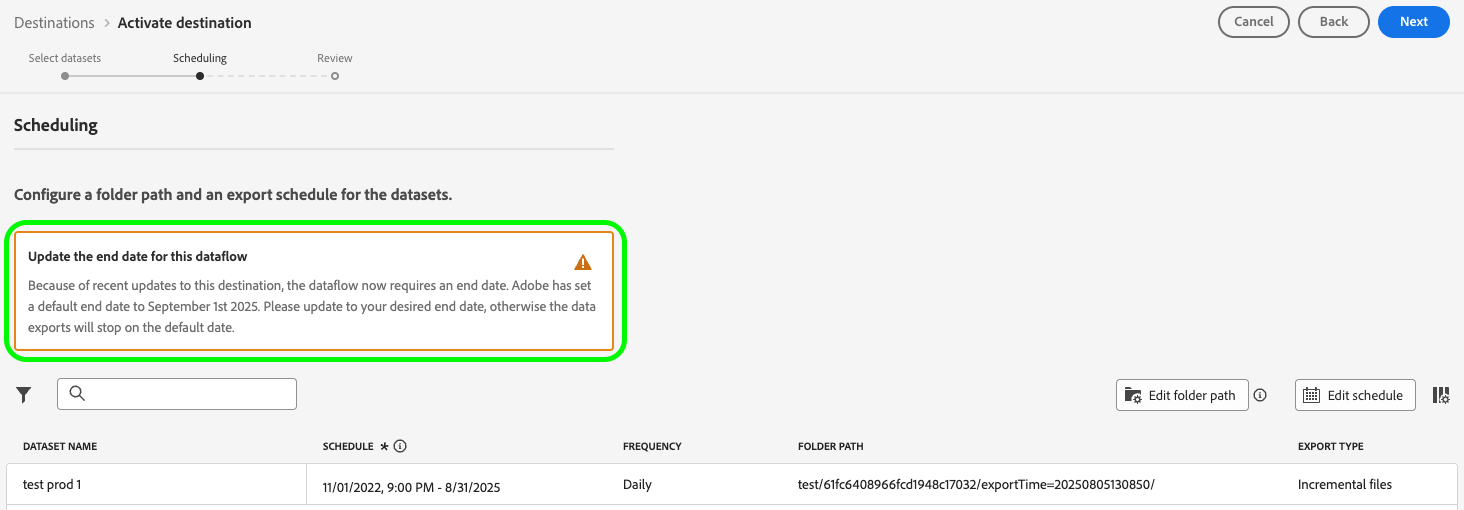 Destinations > Activate destination
Cancel
Back
Next
Select datasets
Scheduling
Review
Scheduling
Configure a folder path and an export schedule for the datasets.
Update the end date for this dataflow
Because of recent updates to this destination, the dataflow now requires an end date. Adobe has set
a default end date to September 1st 2025. Please update to your desired end date, otherwise the data
exports will stop on the default date.
Edit folder path
Edit schedule
DATASET NAME SCHEDULE * FREQUENCY FOLDER PATH EXPORT TYPE
test prod 1 11/01/2022, 9:00 PM - 8/31/2025 Daily test/61fc6408966fcd1948c17032/exportTime=20250805130850/ Incremental files